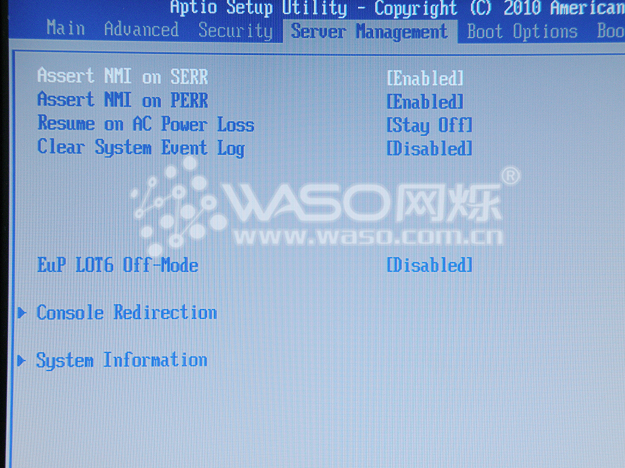 Aptio Setup Utility - Copyright (C) 2010 American
Main Advanced Security Server Management Boot Options Boo
Assert NMI on SERR [Enabled]
Assert NMI on PERR [Enabled]
Resume on AC Power Loss [Stay Off]
Clear System Event Log [Disabled]
WASO网烁®
www.waso.com.cn
EuP LOT6 Off-Mode [Disabled]
Console Redirection
System Information